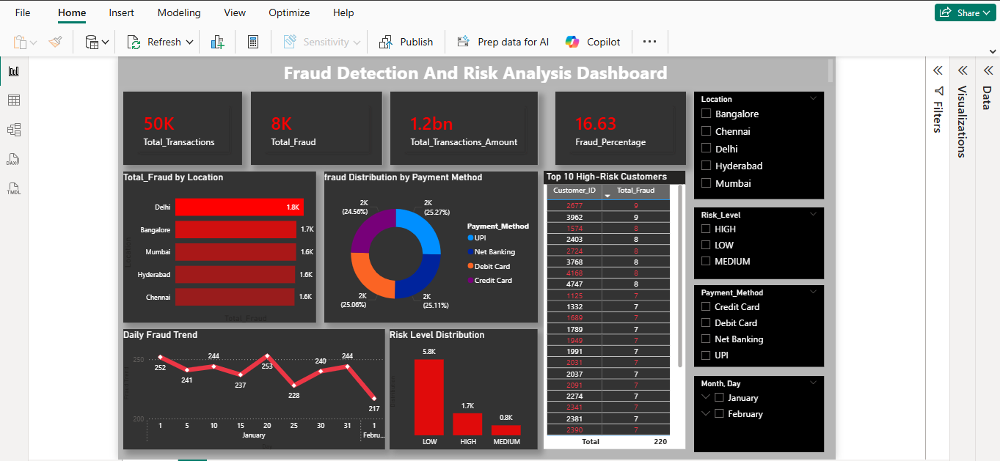 File Home Insert Modeling View Optimize Help Share
Refresh Sensitivity Publish Prep data for AI Copilot
Fraud Detection And Risk Analysis Dashboard
50K
Total_Transactions
8K
Total_Fraud
1.2bn
Total_Transactions_Amount
16.63
Fraud_Percentage
Total_Fraud by Location
Location
Delhi 1.8K
Bangalore 1.7K
Mumbai 1.6K
Hyderabad 1.6K
Chennai 1.6K
Total_Fraud
fraud Distribution by Payment Method
2K
(24.56%)
2K
(25.27%)
2K
(25.06%)
2K
(25.11%)
Payment_Method
UPI
Net Banking
Debit Card
Credit Card
Top 10 High-Risk Customers
Customer_ID Total_Fraud
2677 9
3962 9
1574 8
2403 8
2724 8
3768 8
4168 8
4747 8
1125 7
1332 7
1689 7
1789 7
1949 7
1991 7
2031 7
2037 7
2091 7
2274 7
2341 7
2381 7
2390 7
Total 220
Daily Fraud Trend
250
200
252 241 244 237 253 228 240 244 217
1 5 10 15 20 25 30 31 1
January Febru...
Day
Risk Level Distribution
5.8K
1.7K
0.8K
LOW HIGH MEDIUM
Location
Bangalore
Chennai
Delhi
Hyderabad
Mumbai
Risk_Level
HIGH
LOW
MEDIUM
Payment_Method
Credit Card
Debit Card
Net Banking
UPI
Month, Day
January
February
Filters
Visualizations
Data
DAX
TMDL